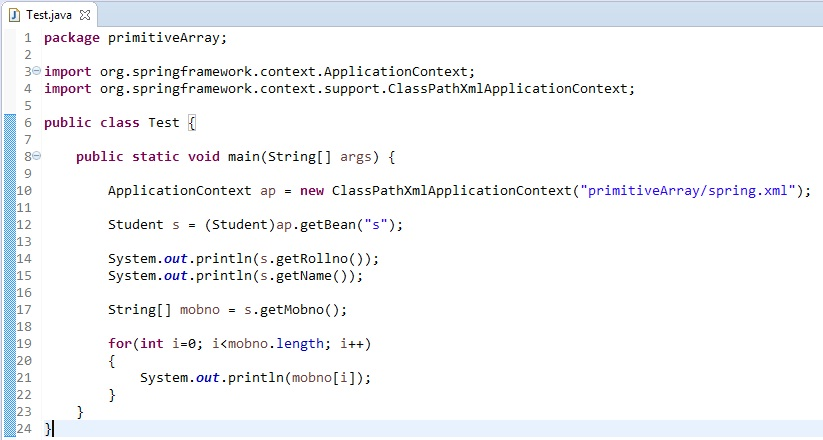 Test.java
1 package primitiveArray;
2
3 import org.springframework.context.ApplicationContext;
4 import org.springframework.context.support.ClassPathXmlApplicationContext;
5
6 public class Test {
7
8     public static void main(String[] args) {
9
10         ApplicationContext ap = new ClassPathXmlApplicationContext("primitiveArray/spring.xml");
11
12         Student s = (Student)ap.getBean("s");
13
14         System.out.println(s.getRollno());
15         System.out.println(s.getName());
16
17         String[] mobno = s.getMobno();
18
19         for(int i=0; i<mobno.length; i++)
20         {
21             System.out.println(mobno[i]);
22         }
23     }
24 }